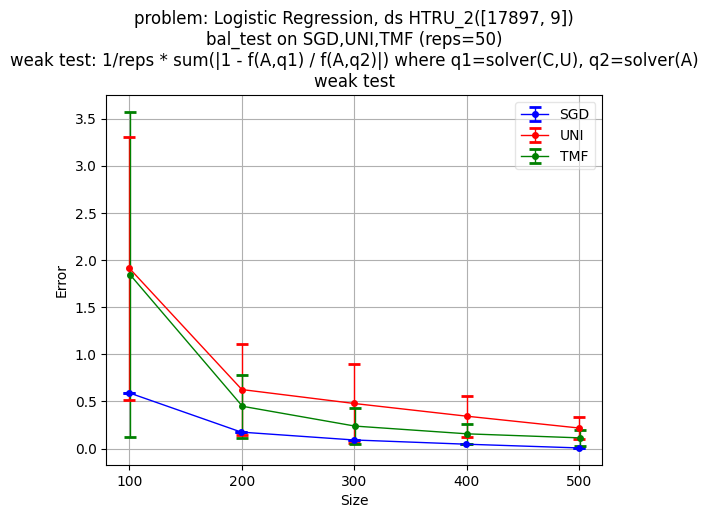 problem: Logistic Regression, ds HTRU_2([17897, 9])
bal_test on SGD,UNI,TMF (reps=50)
weak test: 1/reps * sum(|1 - f(A,q1) / f(A,q2)|) where q1=solver(C,U), q2=solver(A)
weak test
SGD
UNI
TMF
3.5
3.0
2.5
2.0
1.5
1.0
0.5
0.0
Error
100
200
300
400
500
Size